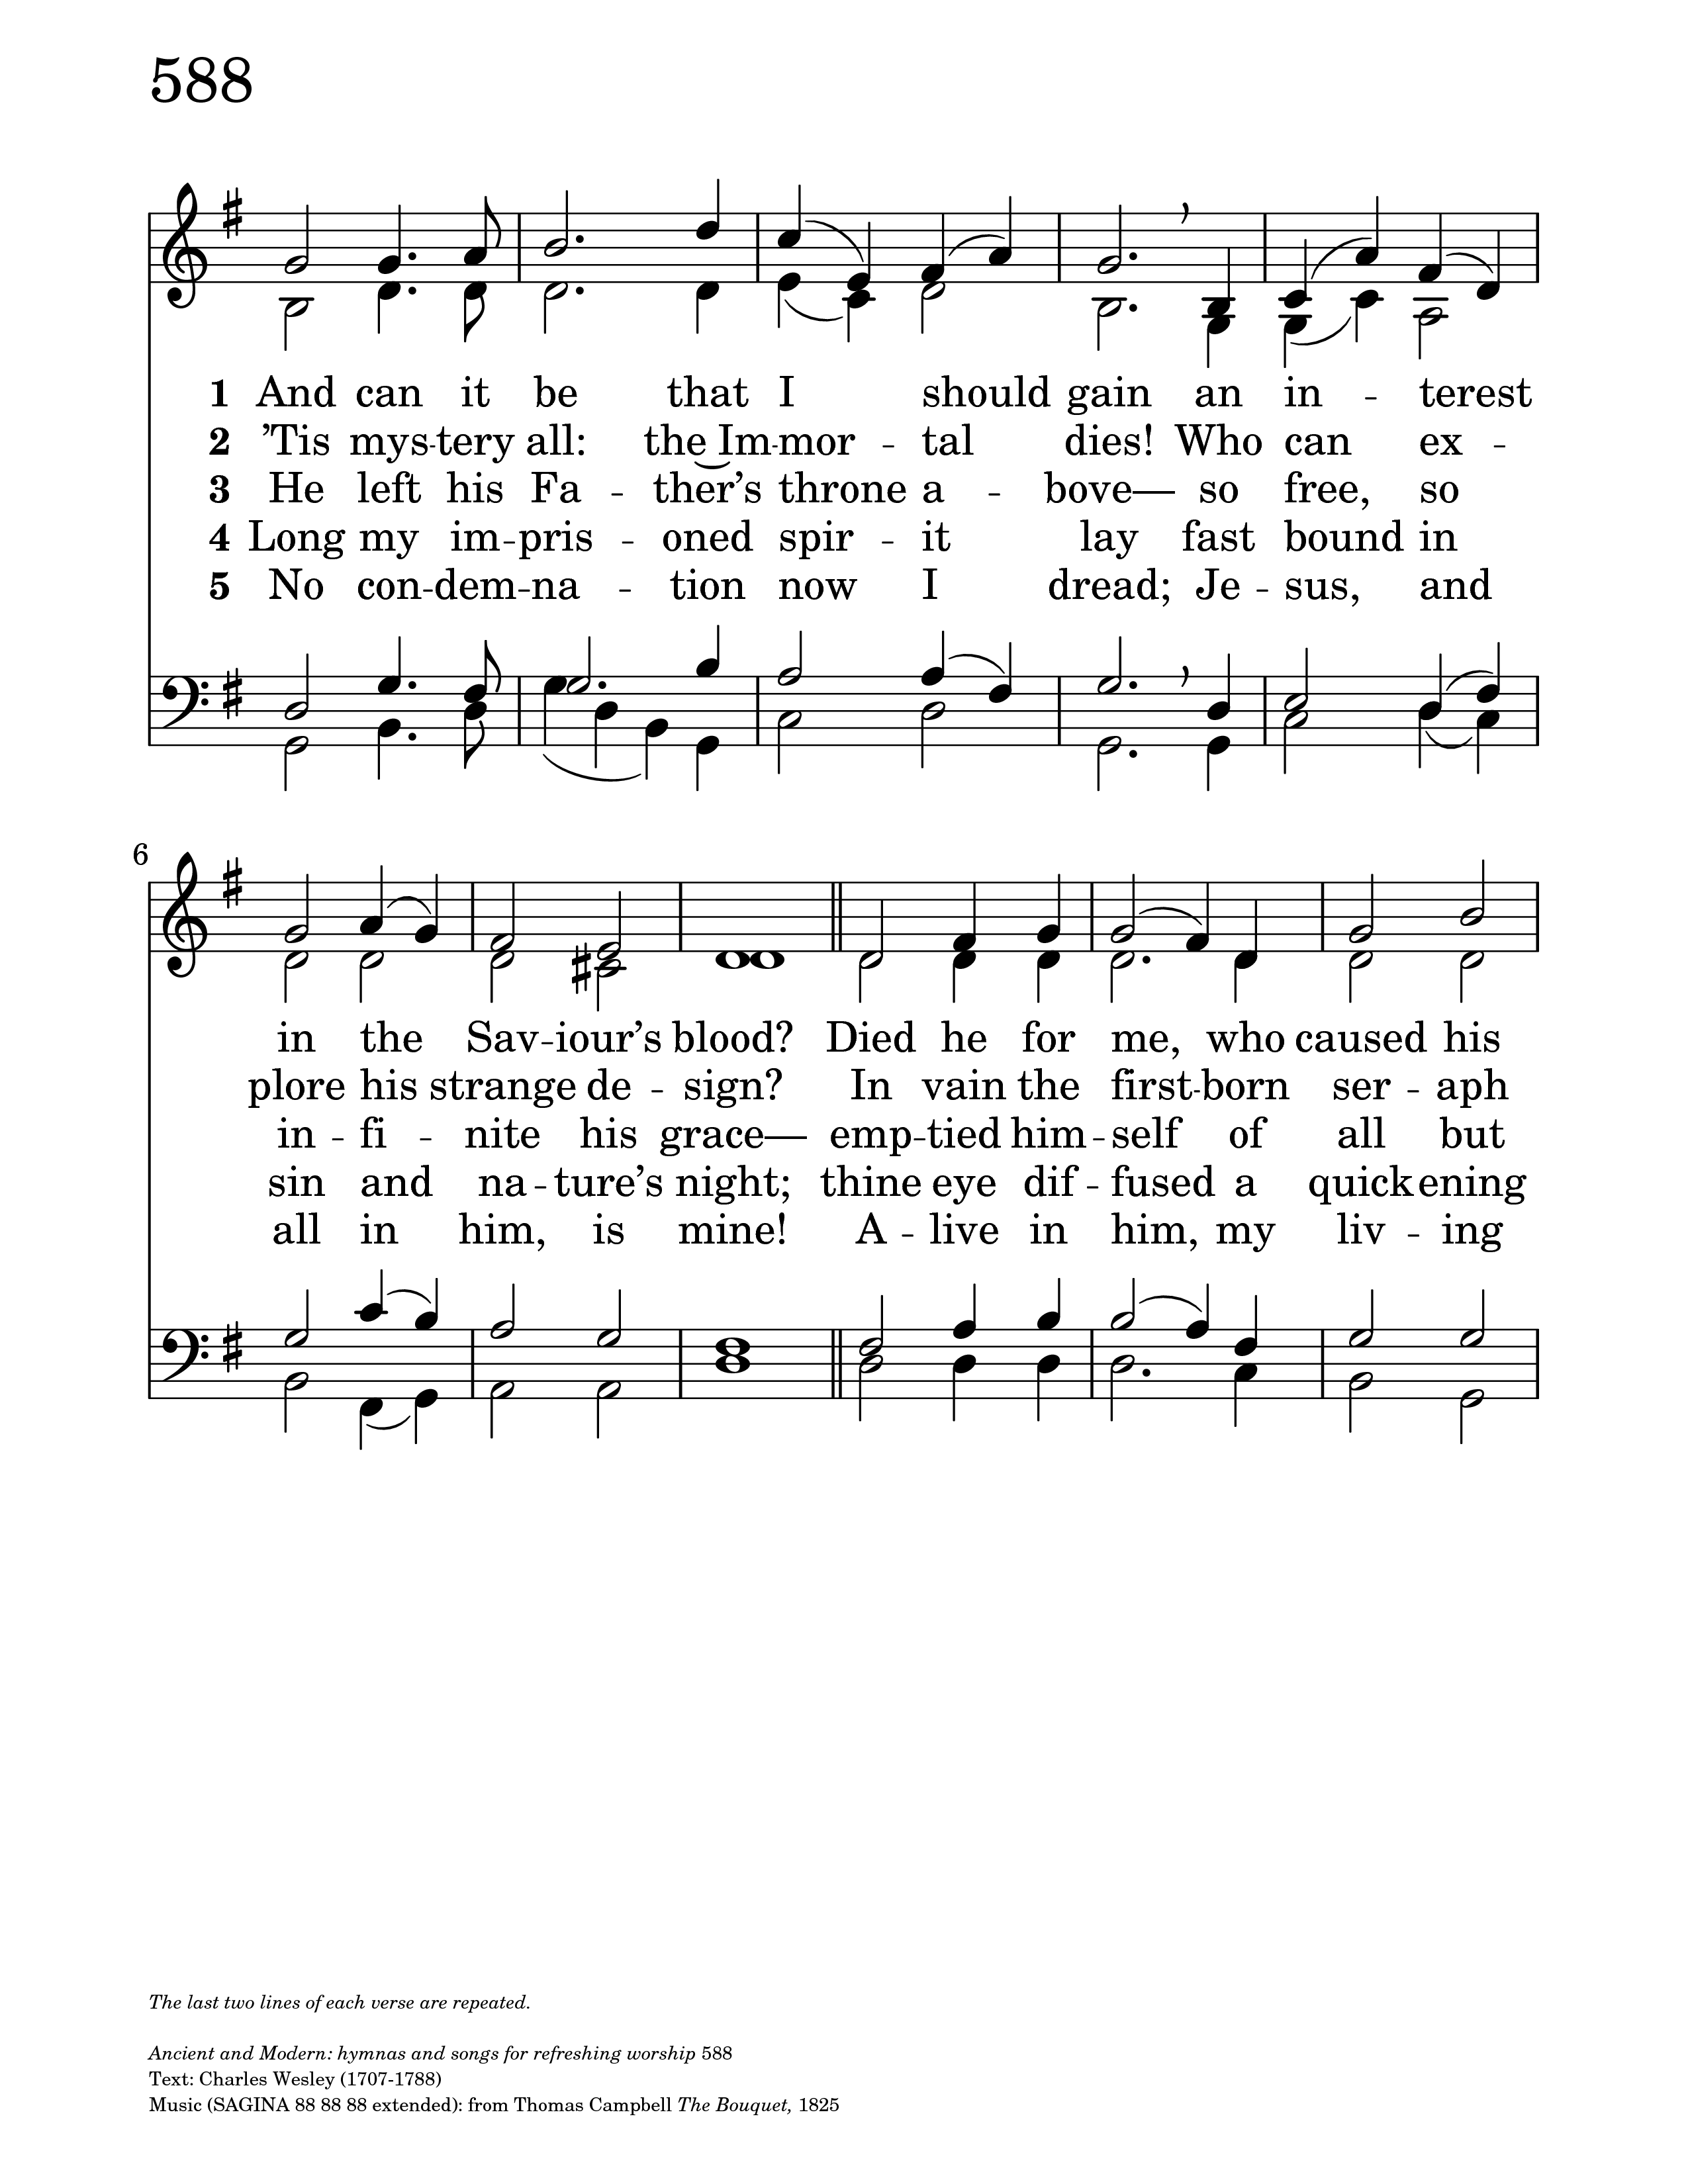 588
1 And can it be that I should gain an in - terest
2 ’Tis mys - tery all: the Im - mor - tal dies! Who can ex -
3 He left his Fa - ther’s throne a - bove— so free, so
4 Long my im - pris - oned spir - it lay fast bound in
5 No con - dem - na - tion now I dread; Je - sus, and
6
in the Sav - iour’s blood? Died he for me, who caused his
plore his strange de - sign? In vain the first - born ser - aph
in - fi - nite his grace— emp - tied him - self of all but
sin and na - ture’s night; thine eye dif - fused a quick - ening
all in him, is mine! A - live in him, my liv - ing
The last two lines of each verse are repeated.
Ancient and Modern: hymnas and songs for refreshing worship 588
Text: Charles Wesley (1707-1788)
Music (SAGINA 88 88 88 extended): from Thomas Campbell The Bouquet, 1825